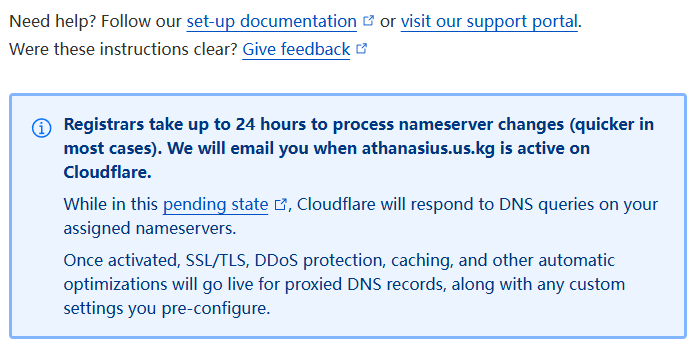 Need help? Follow our set-up documentation or visit our support portal.
Were these instructions clear? Give feedback
Registrars take up to 24 hours to process nameserver changes (quicker in
most cases). We will email you when athanasius.us.kg is active on
Cloudflare.
While in this pending state, Cloudflare will respond to DNS queries on your
assigned nameservers.
Once activated, SSL/TLS, DDoS protection, caching, and other automatic
optimizations will go live for proxied DNS records, along with any custom
settings you pre-configure.